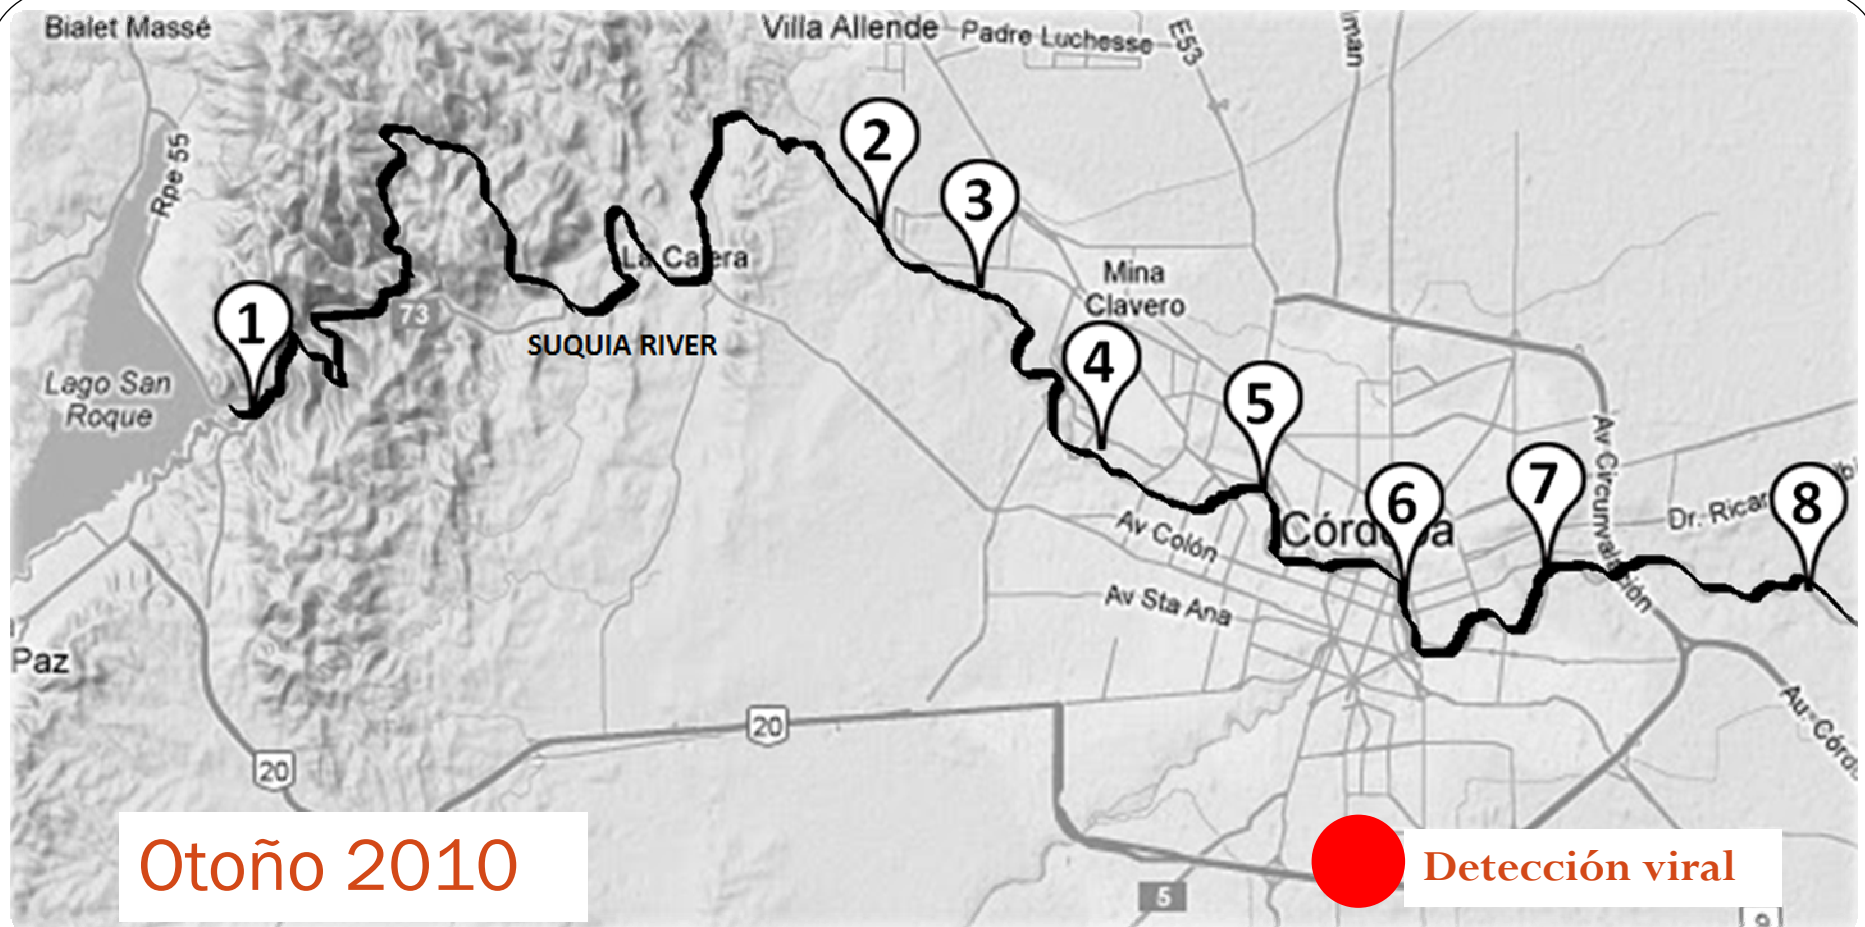 Bialet Massé
Villa Allende
Padre Luchesse
E53
Rpe 55
2
3
La Calera
Mina
Clavero
1
73
SUQUIA RIVER
4
Lago San
Roque
5
Av Circunvalación
6
7
8
Córdoba
Dr. Ricar
Av Colón
Av Sta Ana
Paz
20
20
Au. Córdo
Otoño 2010
Detección viral
5